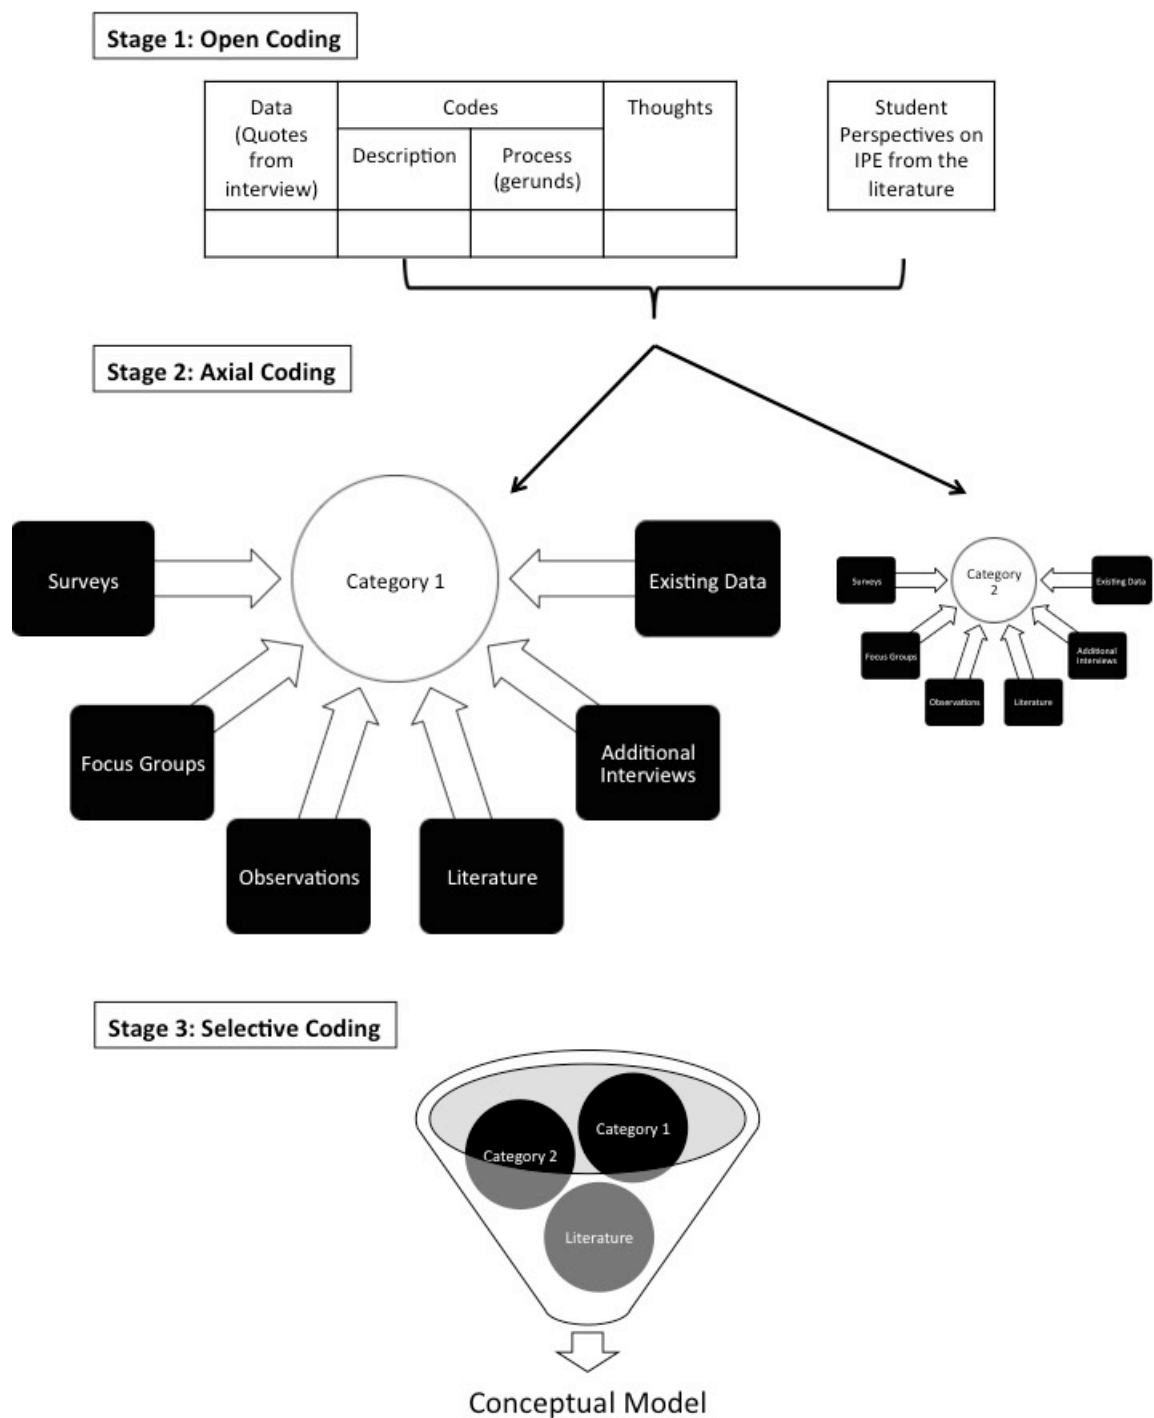 Stage 1: Open Coding
Data
(Quotes
from
interview)
Codes
Description
Process
(gerunds)
Thoughts
Student
Perspectives on
IPE from the
literature
Stage 2: Axial Coding
Surveys
Category 1
Existing Data
Focus Groups
Additional
Interviews
Observations
Literature
Surveys
Category
2
Existing Data
Focus Groups
Additional
Interviews
Observations
Literature
Stage 3: Selective Coding
Category 1
Category 2
Literature
Conceptual Model